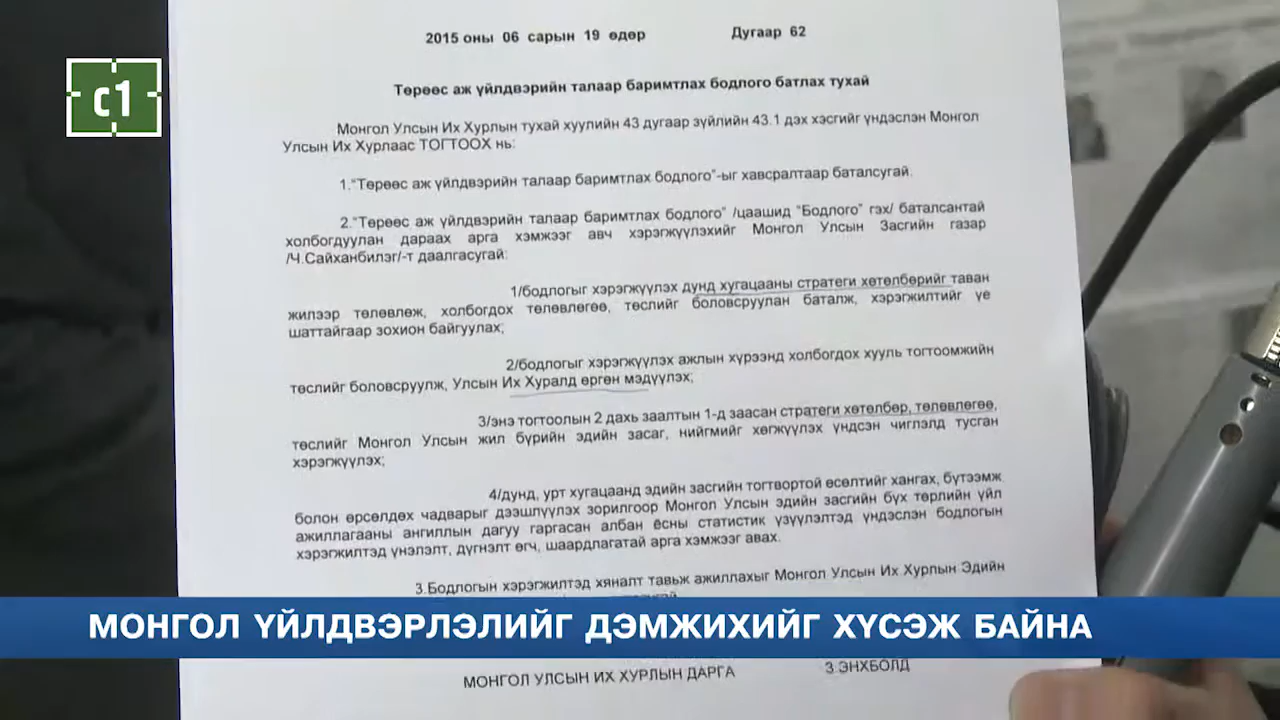 2015 оны 06 сарын 19 өдөр Дугаар 62
c1
Төрөөс аж үйлдвэрийн талаар баримтлах бодлого батлах тухай
Монгол Улсын Их Хурлын тухай хуулийн 43 дугаар зүйлийн 43.1 дэх хэсгийг үндэслэн Монгол
Улсын Их Хурлаас ТОГТООХ нь:
1.“Төрөөс аж үйлдвэрийн талаар баримтлах бодлого”-ыг хавсралтаар баталсугай.
2.“Төрөөс аж үйлдвэрийн талаар баримтлах бодлого” /цаашид “Бодлого” гэх/ баталсантай
холбогдуулан дараах арга хэмжээг авч хэрэгжүүлэхийг Монгол Улсын Засгийн газар
/Ч.Сайханбилэг/-т даалгасугай:
1/бодлогыг хэрэгжүүлэх дунд хугацааны стратеги хөтөлбөрийг таван
жилээр төлөвлөж, холбогдох төлөвлөгөө, төслийг боловсруулан баталж, хэрэгжилтийг үе
шаттайгаар зохион байгуулах;
2/бодлогыг хэрэгжүүлэх ажлын хүрээнд холбогдох хууль тогтоомжийн
төслийг боловсруулж, Улсын Их Хуралд өргөн мэдүүлэх;
3/энэ тогтоолын 2 дахь заалтын 1-д заасан стратеги хөтөлбөр, төлөвлөгөө,
төслийг Монгол Улсын жил бүрийн эдийн засаг, нийгмийг хөгжүүлэх үндсэн чиглэлд тусган
хэрэгжүүлэх;
4/дунд, урт хугацаанд эдийн засгийн тогтвортой өсөлтийг хангах, бүтээмж
болон өрсөлдөх чадварыг дээшлүүлэх зорилгоор Монгол Улсын эдийн засгийн бүх төрлийн үйл
ажиллагааны ангиллын дагуу гаргасан албан ёсны статистик үзүүлэлтэд үндэслэн бодлогын
хэрэгжилтэд үнэлэлт, дүгнэлт өгч, шаардлагатай арга хэмжээг авах.
3.Бодлогын хэрэгжилтэд хяналт тавьж ажиллахыг Монгол Улсын Их Хурлын Эдийн
МОНГОЛ ҮЙЛДВЭРЛЭЛИЙГ ДЭМЖИХИЙГ ХҮСЭЖ БАЙНА
МОНГОЛ УЛСЫН ИХ ХУРЛЫН ДАРГА З.ЭНХБОЛД